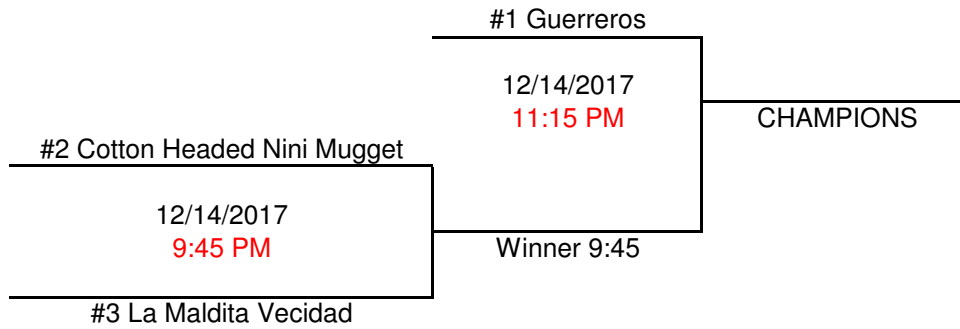 #1 Guerreros
12/14/2017
11:15 PM
CHAMPIONS
#2 Cotton Headed Nini Mugget
12/14/2017
9:45 PM
Winner 9:45
#3 La Maldita Vecidad